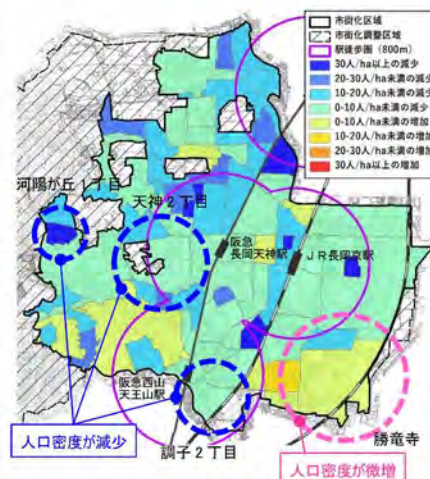 市街化区域
市街化調整区域
駅徒歩圏（800m）
30人/ha以上の減少
20-30人/ha未満の減少
10-20人/ha未満の減少
0-10人/ha未満の減少
0-10人/ha未満の増加
10-20人/ha未満の増加
20-30人/ha未満の増加
30人/ha以上の増加
河陽が丘1丁目
天神2丁目
阪急
長岡天神駅
JR長岡京駅
阪急西山
天王山駅
調子2丁目
勝竜寺
人口密度が減少
人口密度が微増